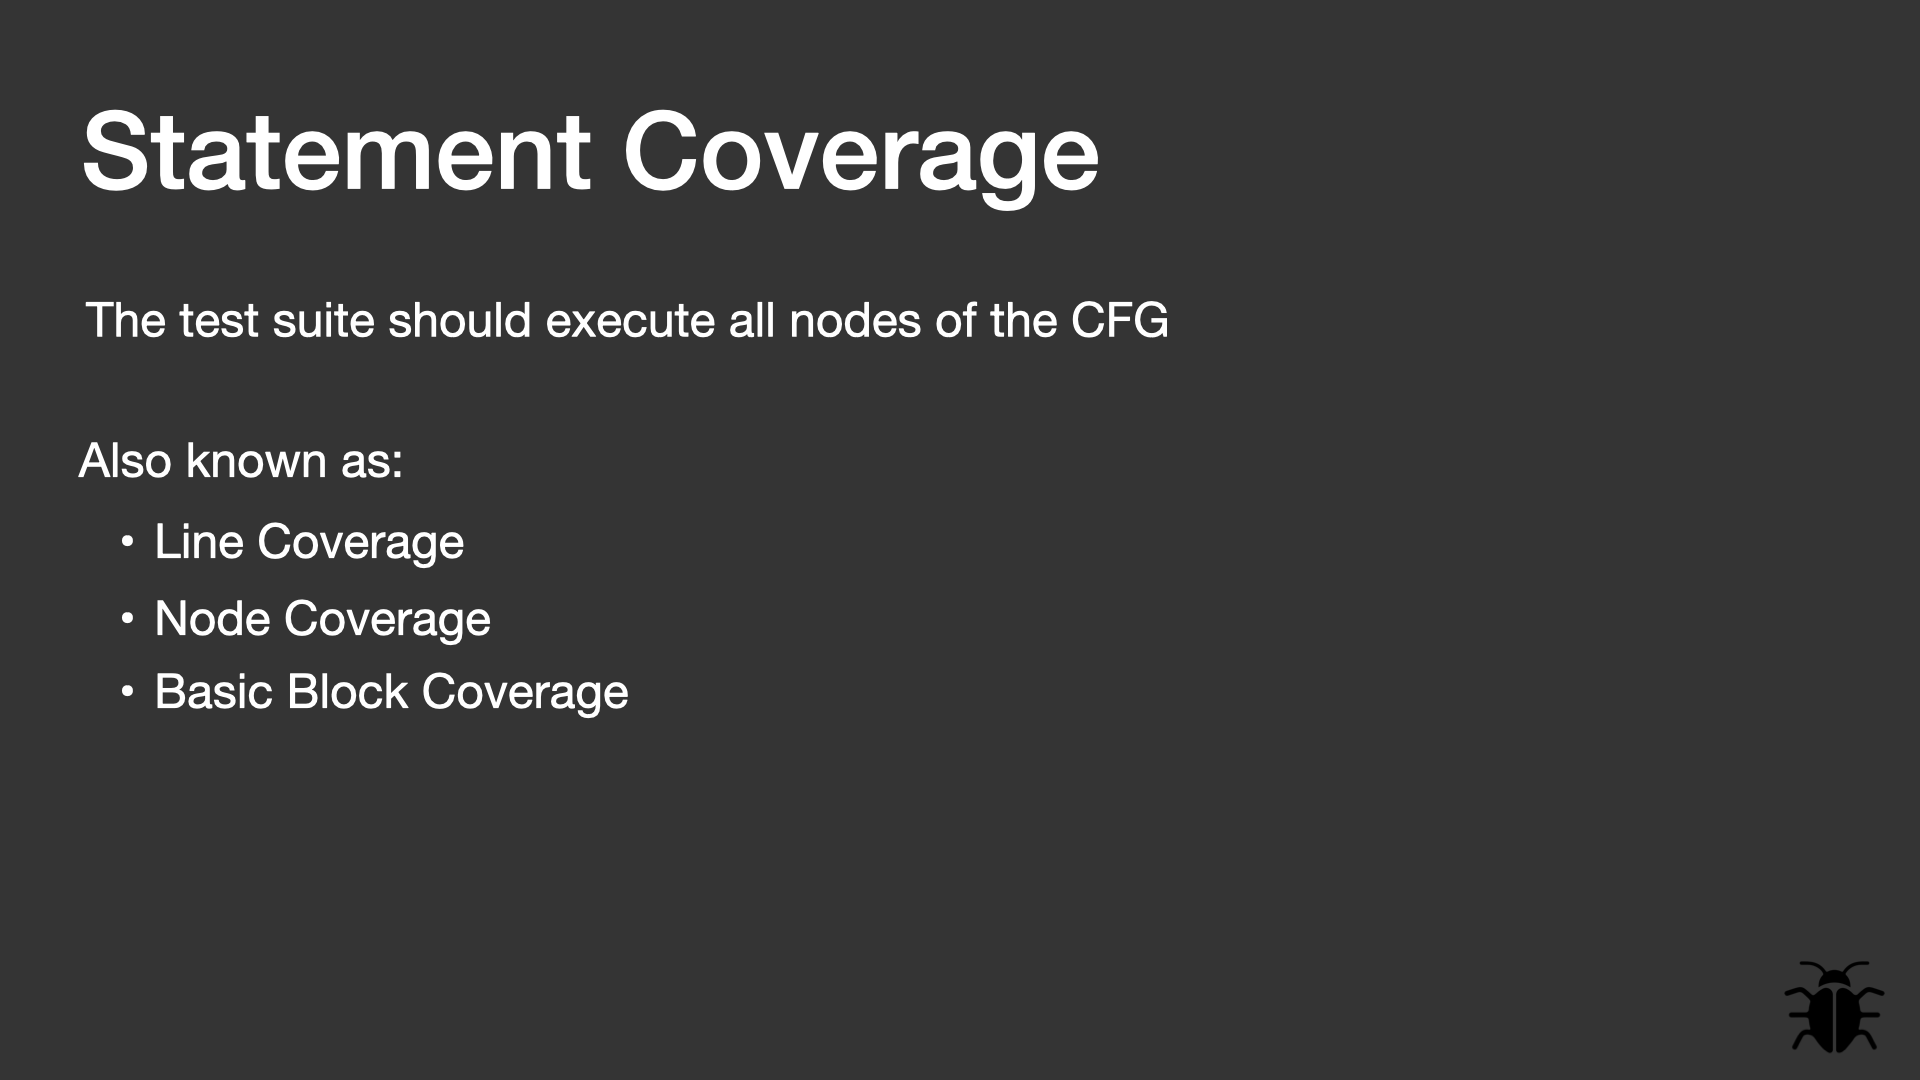 Statement Coverage
The test suite should execute all nodes of the CFG
Also known as:
• Line Coverage
• Node Coverage
• Basic Block Coverage